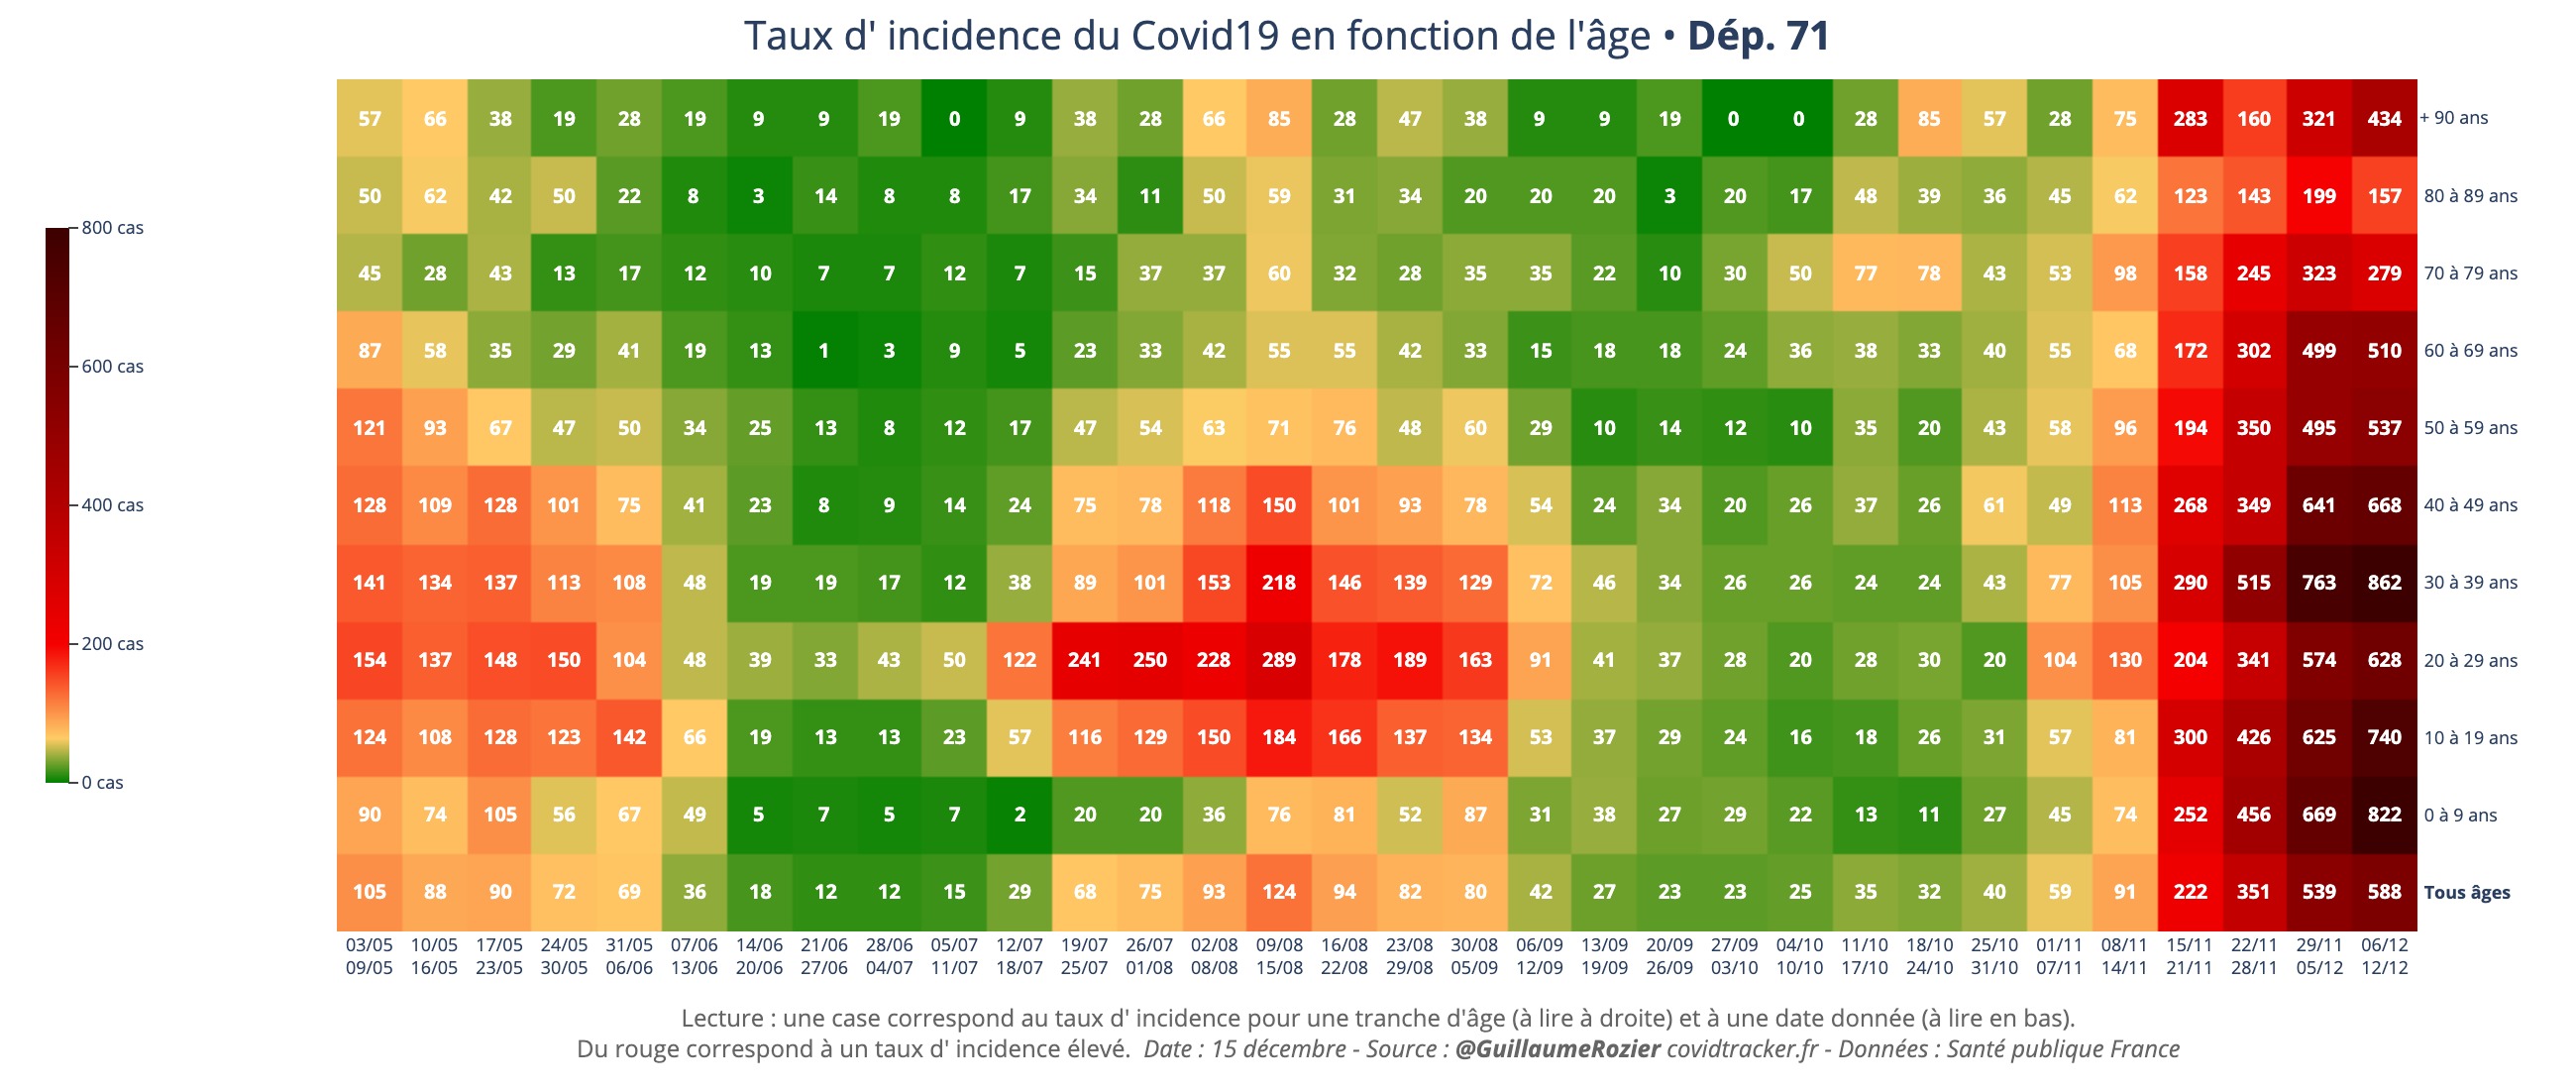 Taux d' incidence du Covid19 en fonction de l'âge • Dép. 71
57 66 38 19 28 19 9 9 19 0 9 38 28 66 85 28 47 38 9 9 19 0 0 28 85 57 28 75 283 160 321 434 + 90 ans
50 62 42 50 22 8 3 14 8 8 17 34 11 50 59 31 34 20 20 20 3 20 17 48 39 36 45 62 123 143 199 157 80 à 89 ans
45 28 43 13 17 12 10 7 7 12 7 15 37 37 60 32 28 35 35 22 10 30 50 77 78 43 53 98 158 245 323 279 70 à 79 ans
87 58 35 29 41 19 13 1 3 9 5 23 33 42 55 55 42 33 15 18 18 24 36 38 33 40 55 68 172 302 499 510 60 à 69 ans
121 93 67 47 50 34 25 13 8 12 17 47 54 63 71 76 48 60 29 10 14 12 10 35 20 43 58 96 194 350 495 537 50 à 59 ans
128 109 128 101 75 41 23 8 9 14 24 75 78 118 150 101 93 78 54 24 34 20 26 37 26 61 49 113 268 349 641 668 40 à 49 ans
141 134 137 113 108 48 19 19 17 12 38 89 101 153 218 146 139 129 72 46 34 26 26 24 24 43 77 105 290 515 763 862 30 à 39 ans
154 137 148 150 104 48 39 33 43 50 122 241 250 228 289 178 189 163 91 41 37 28 20 28 30 20 104 130 204 341 574 628 20 à 29 ans
124 108 128 123 142 66 19 13 13 23 57 116 129 150 184 166 137 134 53 37 29 24 16 18 26 31 57 81 300 426 625 740 10 à 19 ans
90 74 105 56 67 49 5 7 5 7 2 20 20 36 76 81 52 87 31 38 27 29 22 13 11 27 45 74 252 456 669 822 0 à 9 ans
105 88 90 72 69 36 18 12 12 15 29 68 75 93 124 94 82 80 42 27 23 23 25 35 32 40 59 91 222 351 539 588 Tous âges
03/05 10/05 17/05 24/05 31/05 07/06 14/06 21/06 28/06 05/07 12/07 19/07 26/07 02/08 09/08 16/08 23/08 30/08 06/09 13/09 20/09 27/09 04/10 11/10 18/10 25/10 01/11 08/11 15/11 22/11 29/11 06/12
09/05 16/05 23/05 30/05 06/06 13/06 20/06 27/06 04/07 11/07 18/07 25/07 01/08 08/08 15/08 22/08 29/08 05/09 12/09 19/09 26/09 03/10 10/10 17/10 24/10 31/10 07/11 14/11 21/11 28/11 05/12 12/12
800 cas
600 cas
400 cas
200 cas
0 cas
Lecture : une case correspond au taux d' incidence pour une tranche d'âge (à lire à droite) et à une date donnée (à lire en bas).
Du rouge correspond à un taux d' incidence élevé. Date : 15 décembre - Source : @GuillaumeRozier covidtracker.fr - Données : Santé publique France